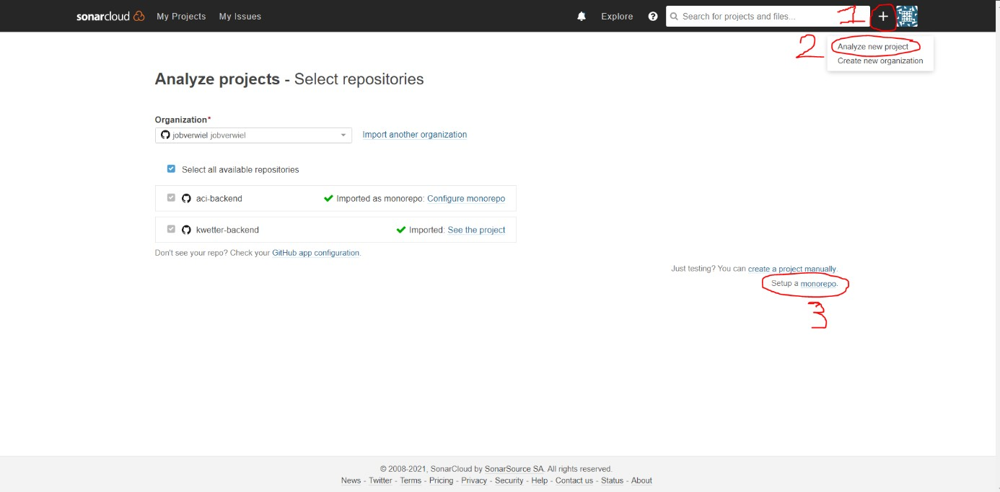 sonarcloud My Projects My Issues Explore ? Search for projects and files... 1 +
2 Analyze new project
Create new organization
Analyze projects - Select repositories
Organization*
jobverwiel jobverwiel Import another organization
Select all available repositories
aci-backend Imported as monorepo: Configure monorepo
kwetter-backend Imported: See the project
Don't see your repo? Check your GitHub app configuration.
Just testing? You can create a project manually.
Setup a monorepo.
3
© 2008-2021, SonarCloud by SonarSource SA. All rights reserved.
News - Twitter - Terms - Pricing - Privacy - Security - Help - Contact us - Status - About